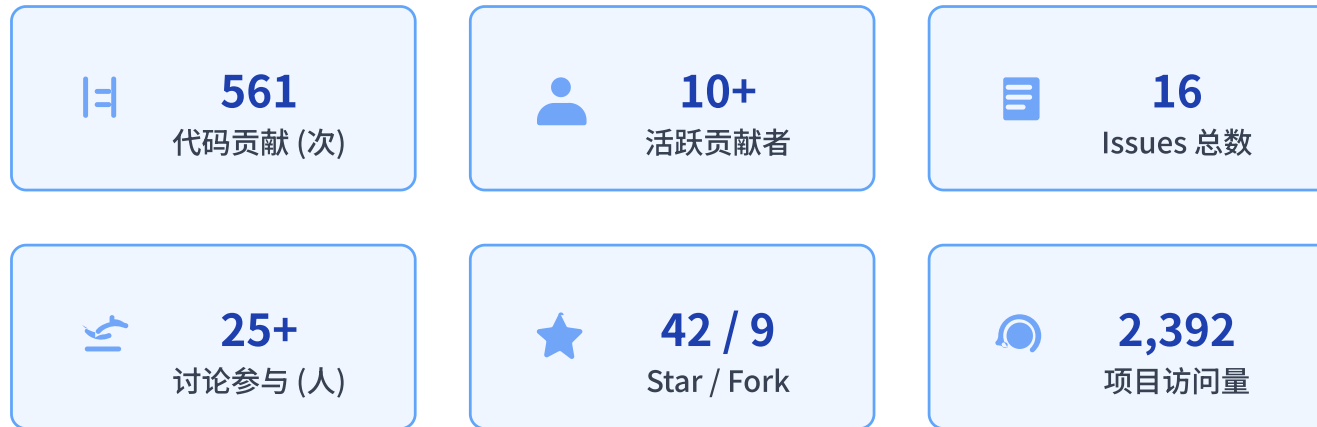 561
代码贡献 (次)
10+
活跃贡献者
16
Issues 总数
25+
讨论参与 (人)
42 / 9
Star / Fork
2,392
项目访问量